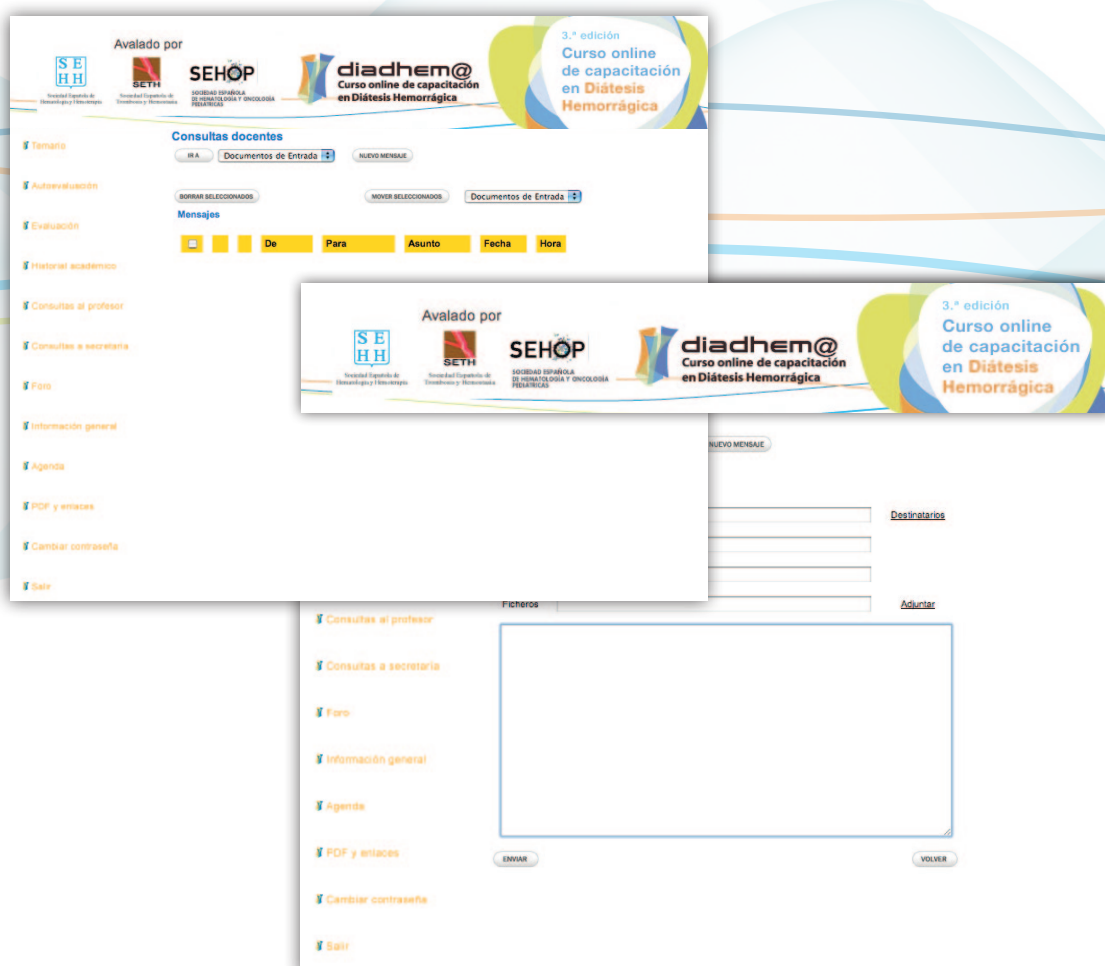 Avalado por
S E
H H
Sociedad Española de
Hematología y Hemoterapia
SETH
Sociedad Española de
Trombosis y Hemostasia
SEHOP
SOCIEDAD ESPAÑOLA
DE HEMATOLOGÍA Y ONCOLOGÍA
PEDIÁTRICAS
diadhem@
Curso online de capacitación
en Diátesis Hemorrágica
3.ª edición
Curso online
de capacitación
en Diátesis
Hemorrágica
Temario
Autoevaluación
Evaluación
Historial académico
Consultas al profesor
Consultas a secretaría
Foro
Información general
Agenda
PDF y enlaces
Cambiar contraseña
Salir
Consultas docentes
IR A Documentos de Entrada NUEVO MENSAJE
BORRAR SELECCIONADOS MOVER SELECCIONADOS Documentos de Entrada
Mensajes
De Para Asunto Fecha Hora
Avalado por
S E
H H
Sociedad Española de
Hematología y Hemoterapia
SETH
Sociedad Española de
Trombosis y Hemostasia
SEHOP
SOCIEDAD ESPAÑOLA
DE HEMATOLOGÍA Y ONCOLOGÍA
PEDIÁTRICAS
diadhem@
Curso online de capacitación
en Diátesis Hemorrágica
3.ª edición
Curso online
de capacitación
en Diátesis
Hemorrágica
NUEVO MENSAJE
Destinatarios
Ficheros Adjuntar
Consultas al profesor
Consultas a secretaría
Foro
Información general
Agenda
PDF y enlaces
Cambiar contraseña
Salir
ENVIAR VOLVER